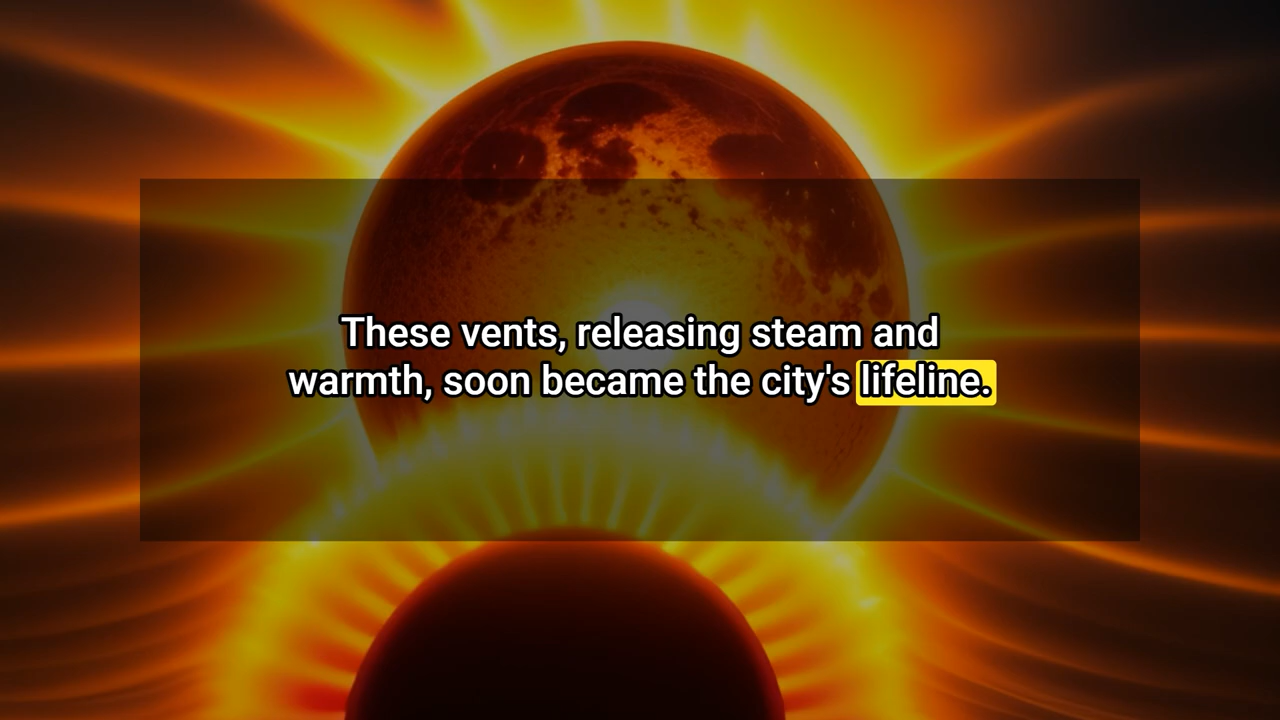 These vents, releasing steam and
warmth, soon became the city's lifeline.